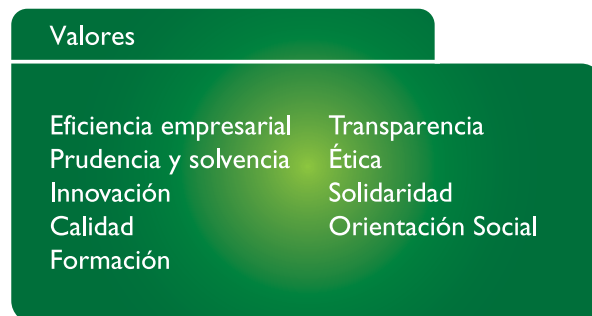 Valores
Eficiencia empresarial
Prudencia y solvencia
Innovación
Calidad
Formación
Transparencia
Ética
Solidaridad
Orientación Social